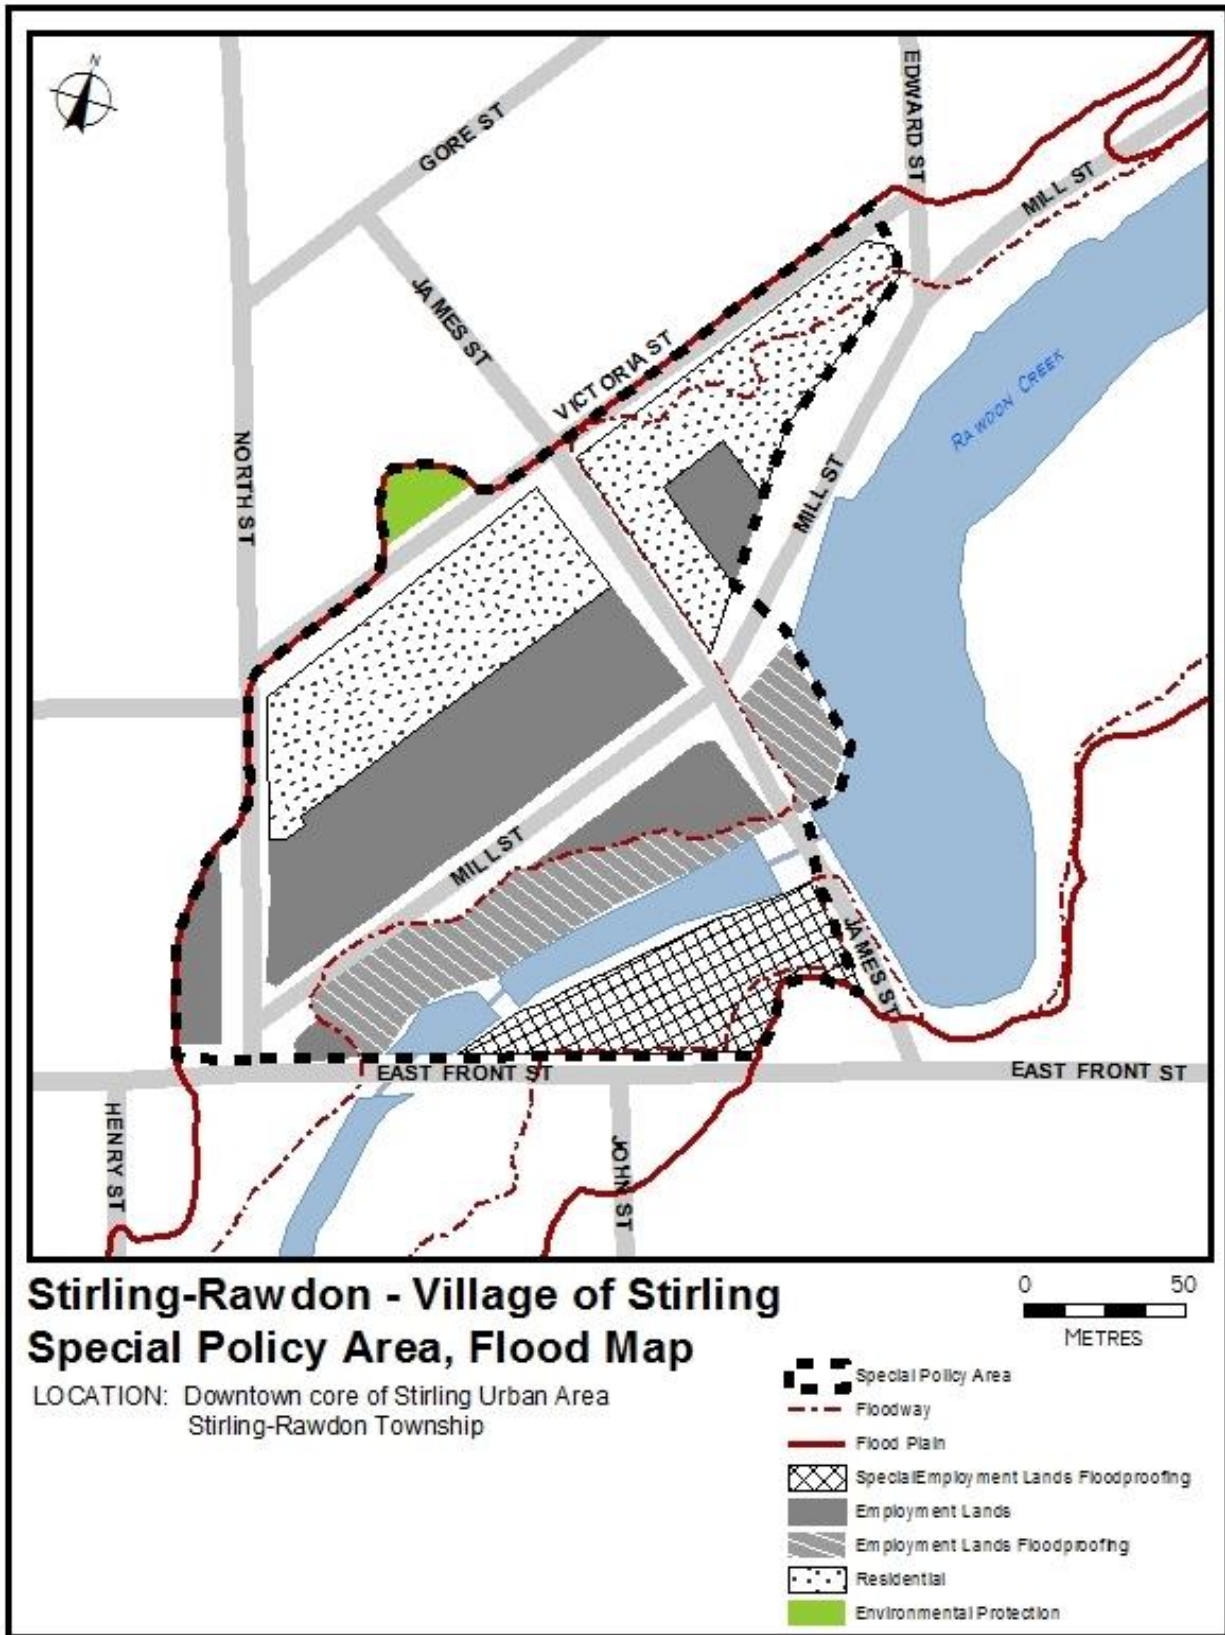 N
EDWARD ST
GORE ST
MILL ST
JAMES ST
VICTORIA ST
RAWDON CREEK
NORTH ST
MILL ST
MILL ST
JAMES ST
EAST FRONT ST
EAST FRONT ST
HENRY ST
JOHN ST
Stirling-Rawdon - Village of Stirling
Special Policy Area, Flood Map
LOCATION: Downtown core of Stirling Urban Area
Stirling-Rawdon Township
0 50
METRES
Special Policy Area
Floodway
Flood Plain
SpecialEmployment Lands Floodproofing
Employment Lands
Employment Lands Floodproofing
Residential
Environmental Protection